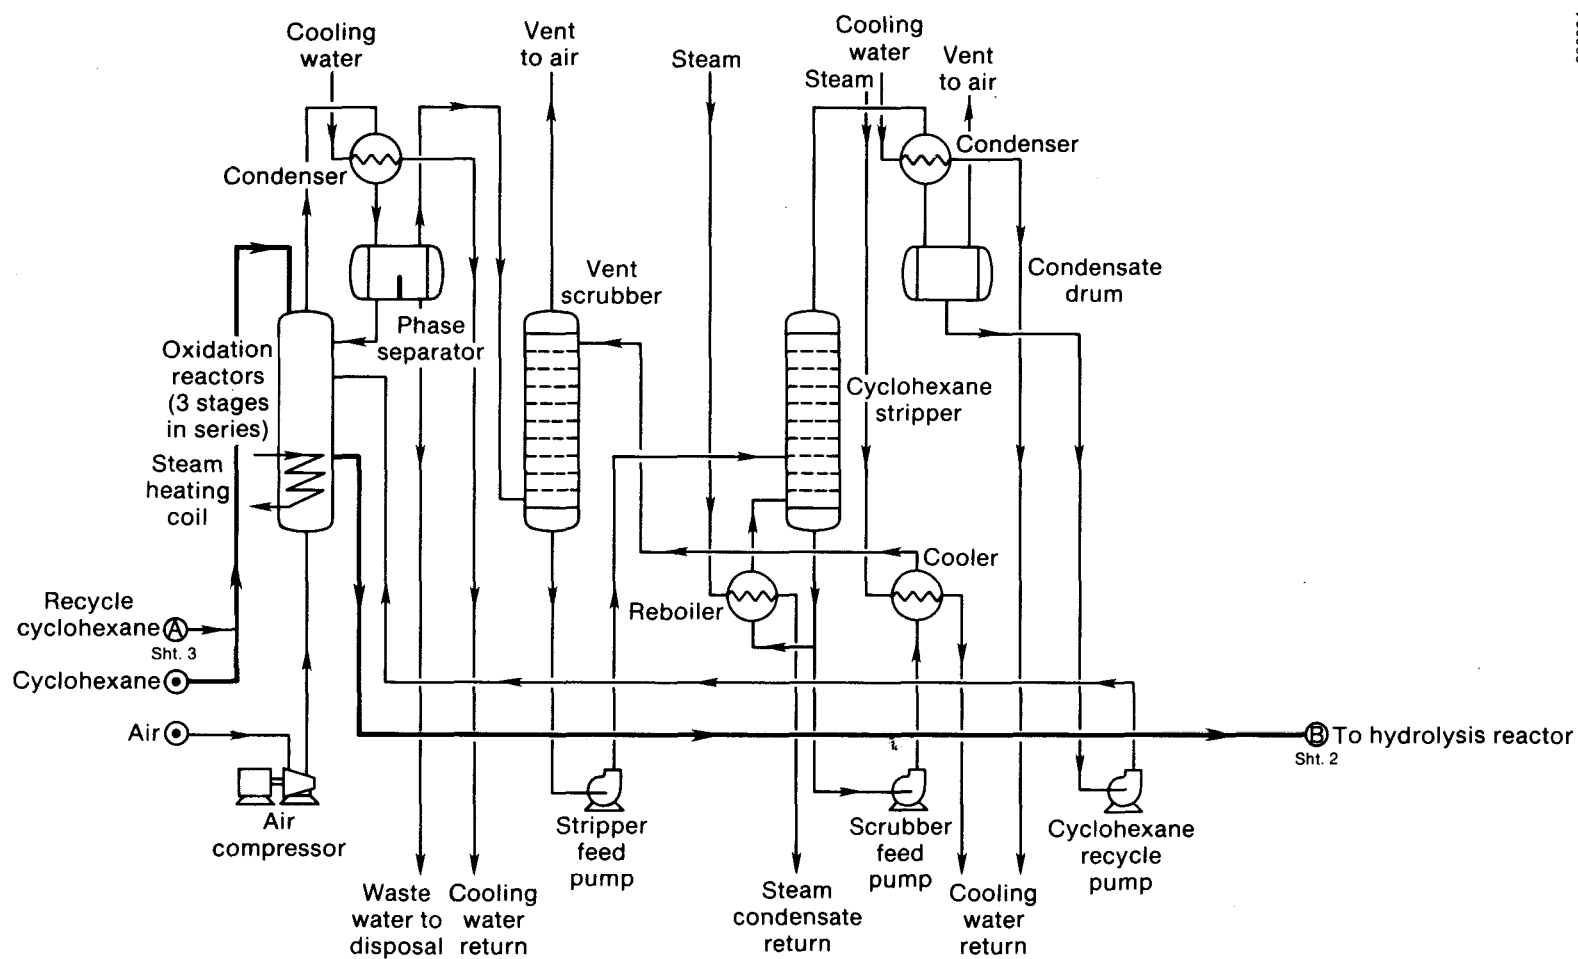 Cooling
water
Vent
to air
Steam
Cooling
water
Steam
Vent
to air
Condenser
Condenser
Vent
scrubber
Condensate
drum
Phase
separator
Oxidation
reactors
(3 stages
in series)
Cyclohexane
stripper
Steam
heating
coil
Cooler
Reboiler
Recycle
cyclohexane A
Sht. 3
Cyclohexane
Air
B To hydrolysis reactor
Sht. 2
Air
compressor
Stripper
feed
pump
Scrubber
feed
pump
Cyclohexane
recycle
pump
Waste
water to
disposal
Cooling
water
return
Steam
condensate
return
Cooling
water
return